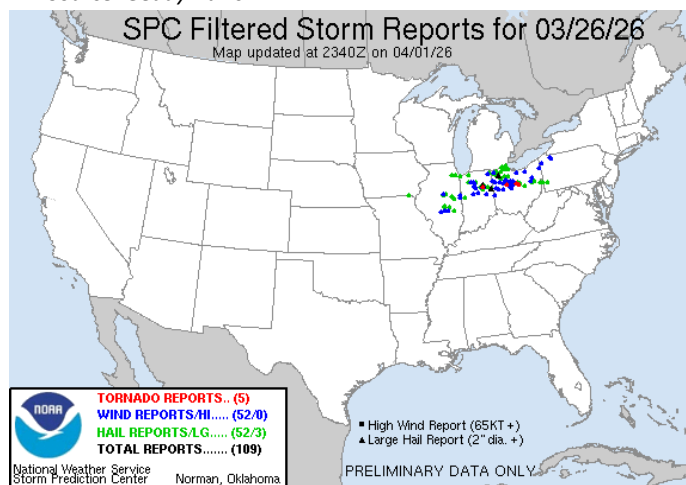 SPC Filtered Storm Reports for 03/26/26
Map updated at 2340Z on 04/01/26
TORNADO REPORTS.. (5)
WIND REPORTS/HI..... (52/0)
HAIL REPORTS/LG..... (52/3)
TOTAL REPORTS....... (109)
NOAA
National Weather Service
Storm Prediction Center Norman, Oklahoma
High Wind Report (65KT +)
Large Hail Report (2" dia. +)
PRELIMINARY DATA ONLY